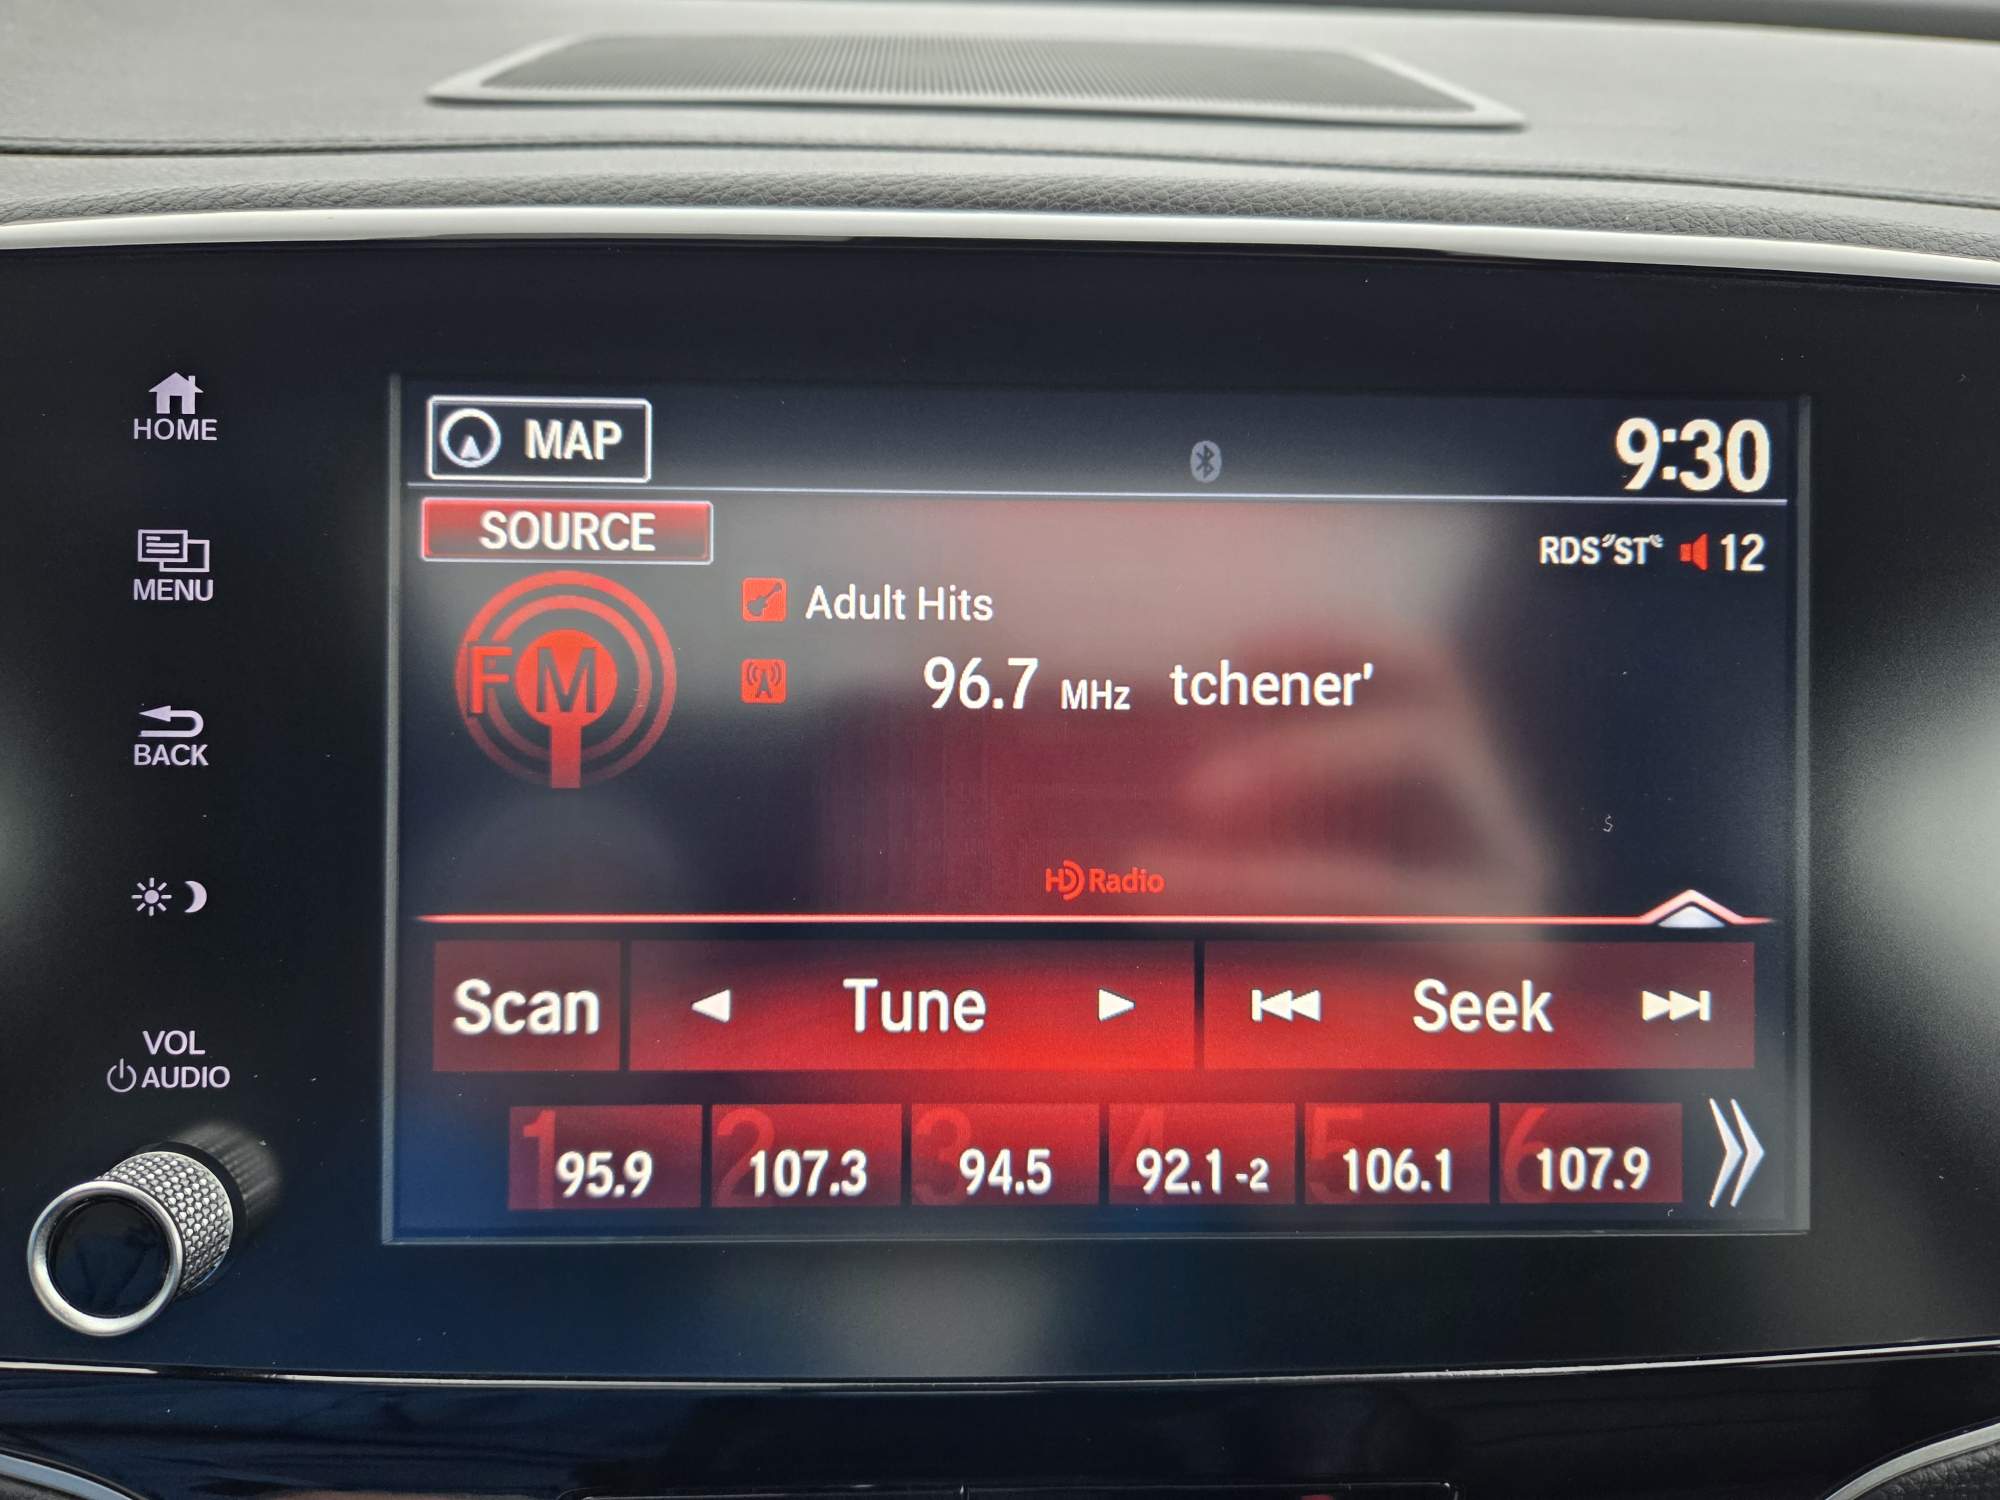 HOME
MENU
BACK
VOL
AUDIO
MAP
9:30
SOURCE
RDS ST 12
FM
Adult Hits
96.7 MHz tchener'
HD Radio
Scan Tune Seek
1 95.9 2 107.3 3 94.5 4 92.1-2 5 106.1 6 107.9